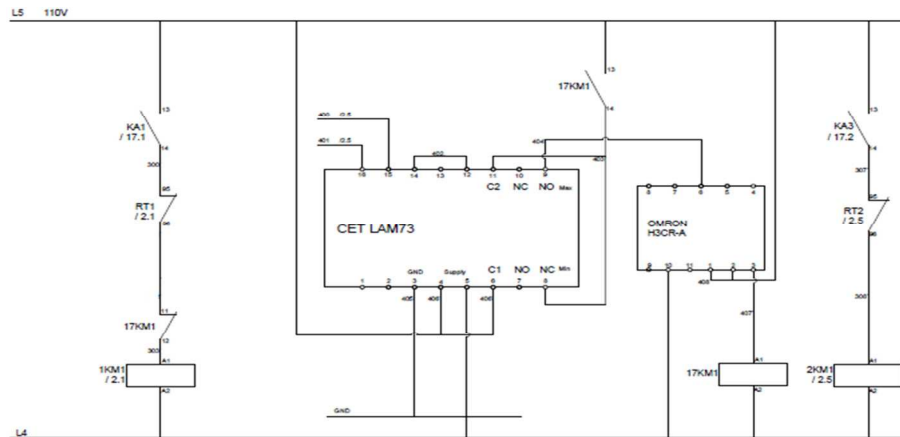 L5 110V
13
KA1
/ 17.1
14
300
95
RT1
/ 2.1
96
11
17KM1
12
303
1KM1
/ 2.1
A1
A2
L4
400 /2.5
401 /2.5
402
16 15 14 13 12 11 10 9
C2 NC NO Max
CET LAM73
GND Supply C1 NO NC Min
1 2 3 4 5 6 7 8
405 406 406
GND
13
17KM1
14
404
403
8 7 6 5 4
OMRON
H3CR-A
9 10 11 1 2 3
406
407
17KM1
A1
A2
13
KA3
/ 17.2
14
307
95
RT2
/ 2.5
96
308
2KM1
/ 2.5
A1
A2